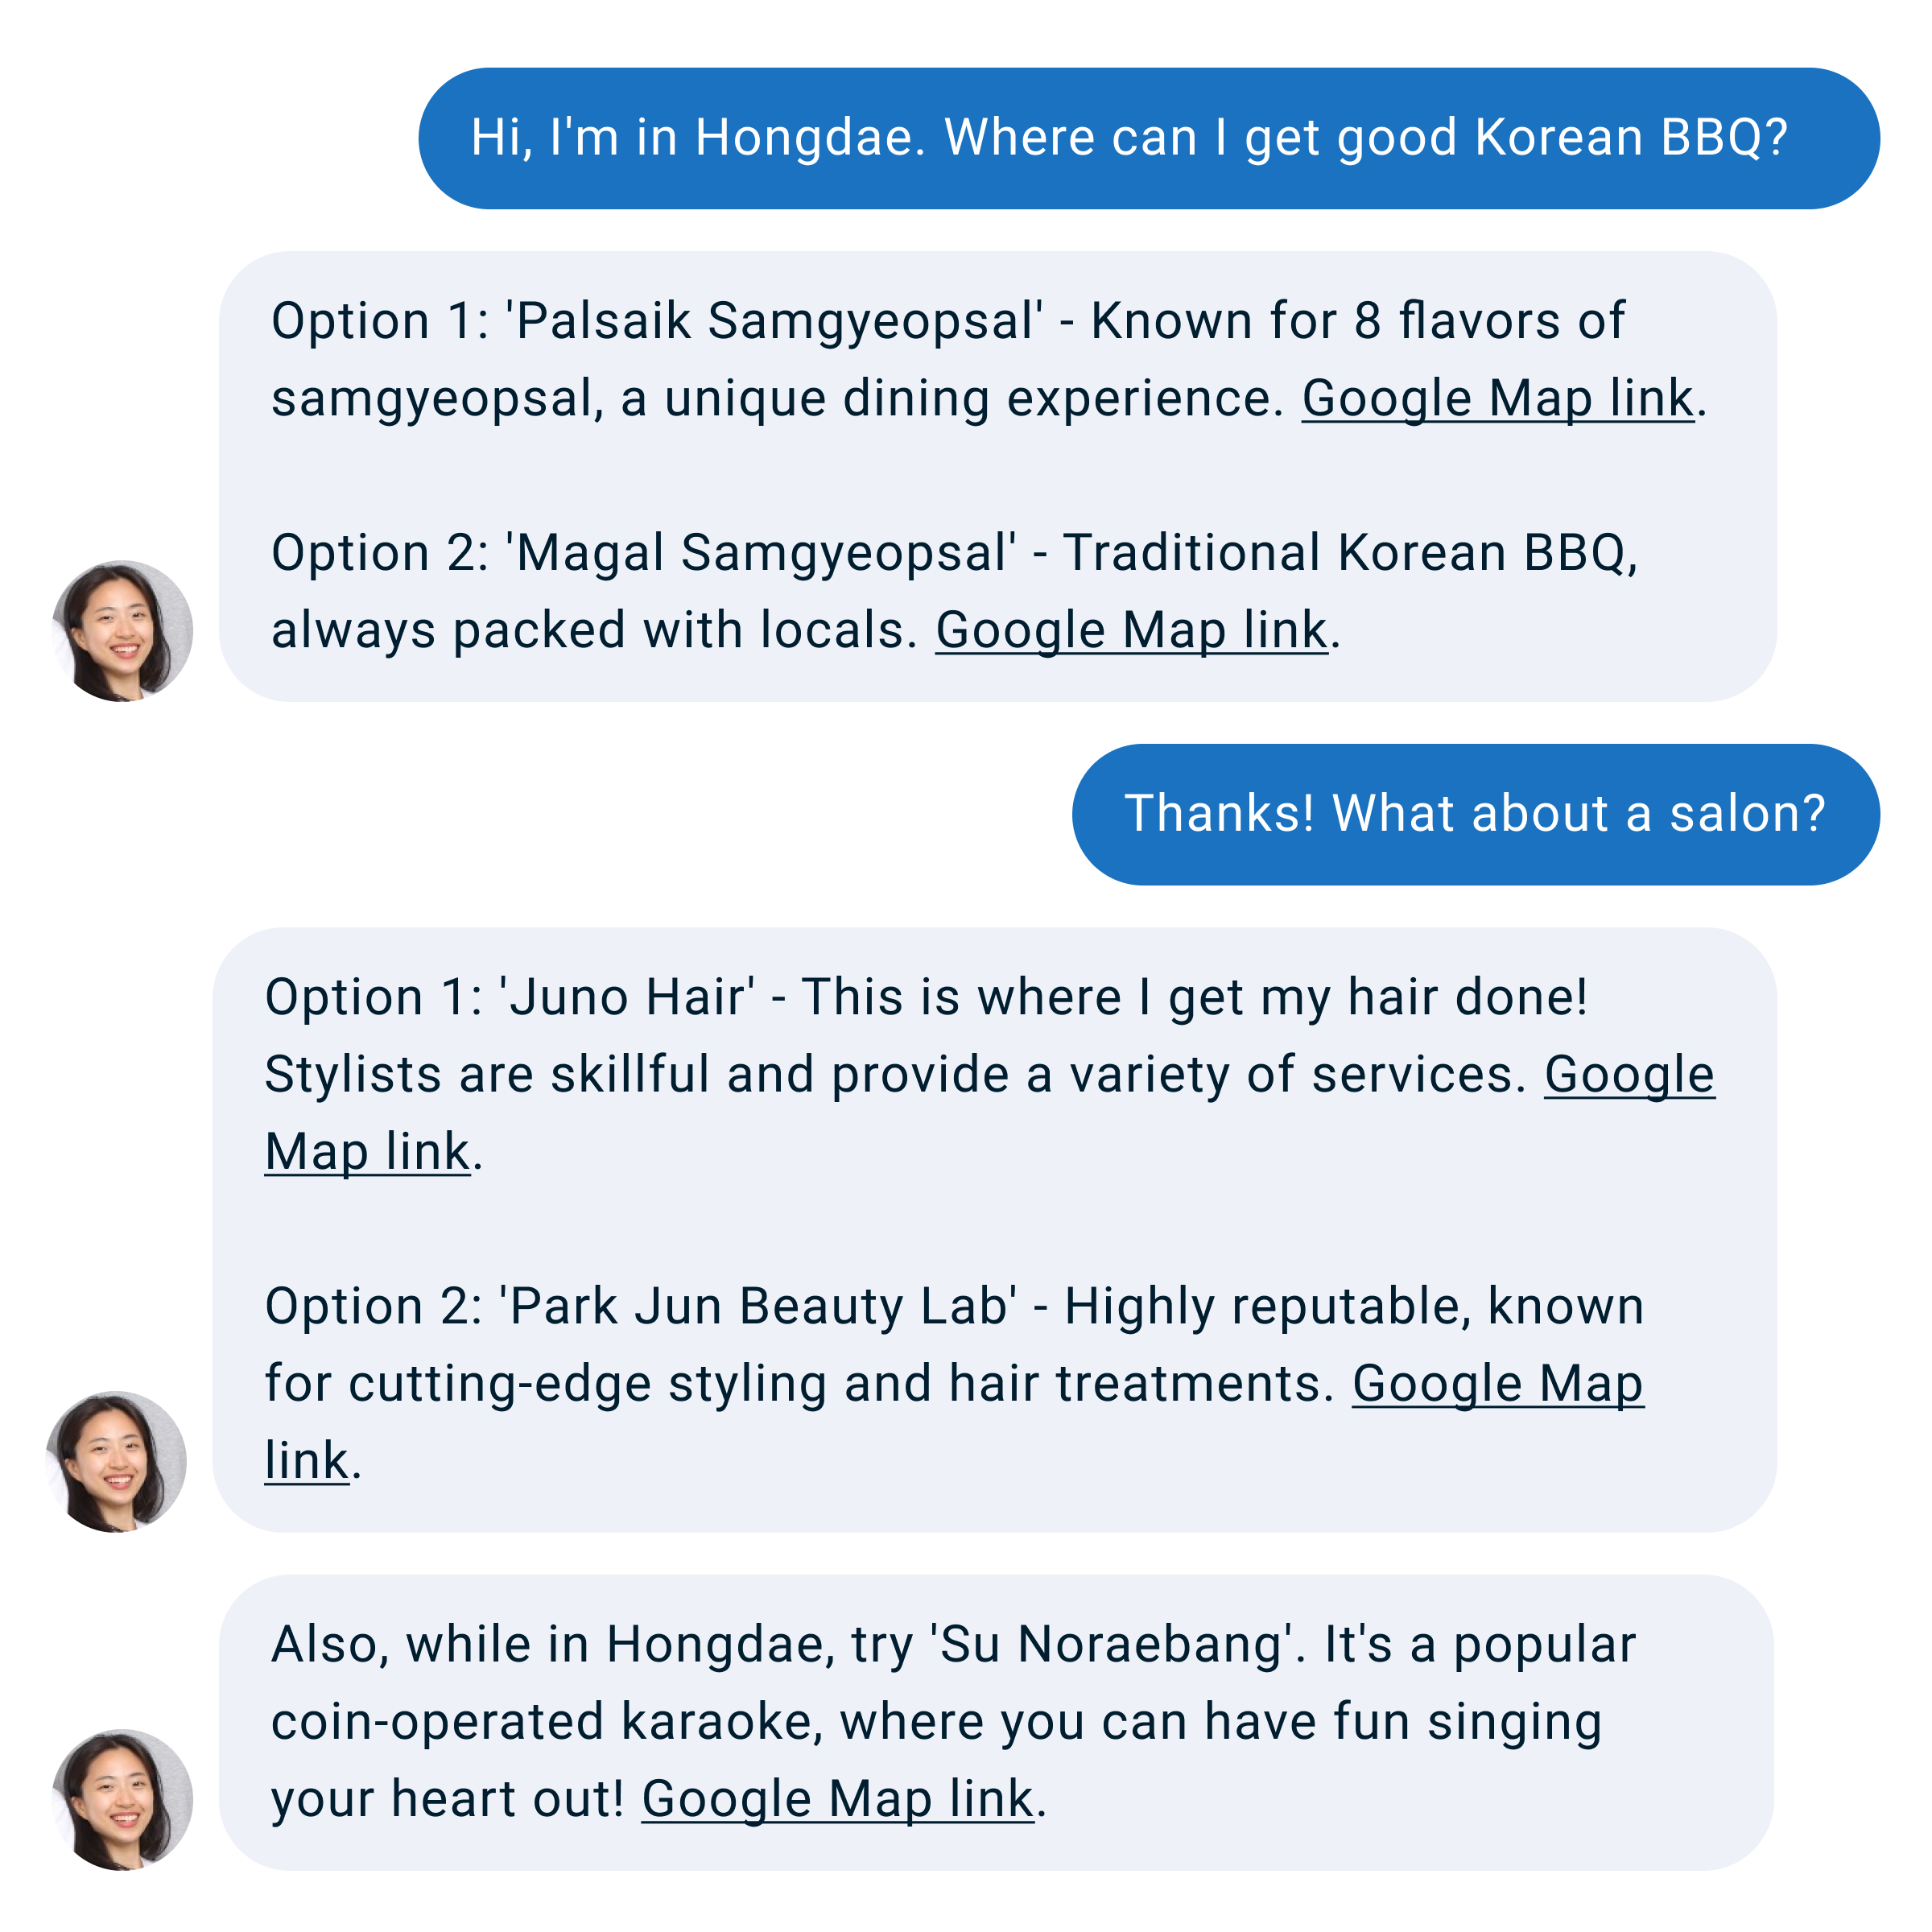 Hi, I'm in Hongdae. Where can I get good Korean BBQ?
Option 1: 'Palsaik Samgyeopsal' - Known for 8 flavors of
samgyeopsal, a unique dining experience. Google Map link.
Option 2: 'Magal Samgyeopsal' - Traditional Korean BBQ,
always packed with locals. Google Map link.
Thanks! What about a salon?
Option 1: 'Juno Hair' - This is where I get my hair done!
Stylists are skillful and provide a variety of services. Google
Map link.
Option 2: 'Park Jun Beauty Lab' - Highly reputable, known
for cutting-edge styling and hair treatments. Google Map
link.
Also, while in Hongdae, try 'Su Noraebang'. It's a popular
coin-operated karaoke, where you can have fun singing
your heart out! Google Map link.